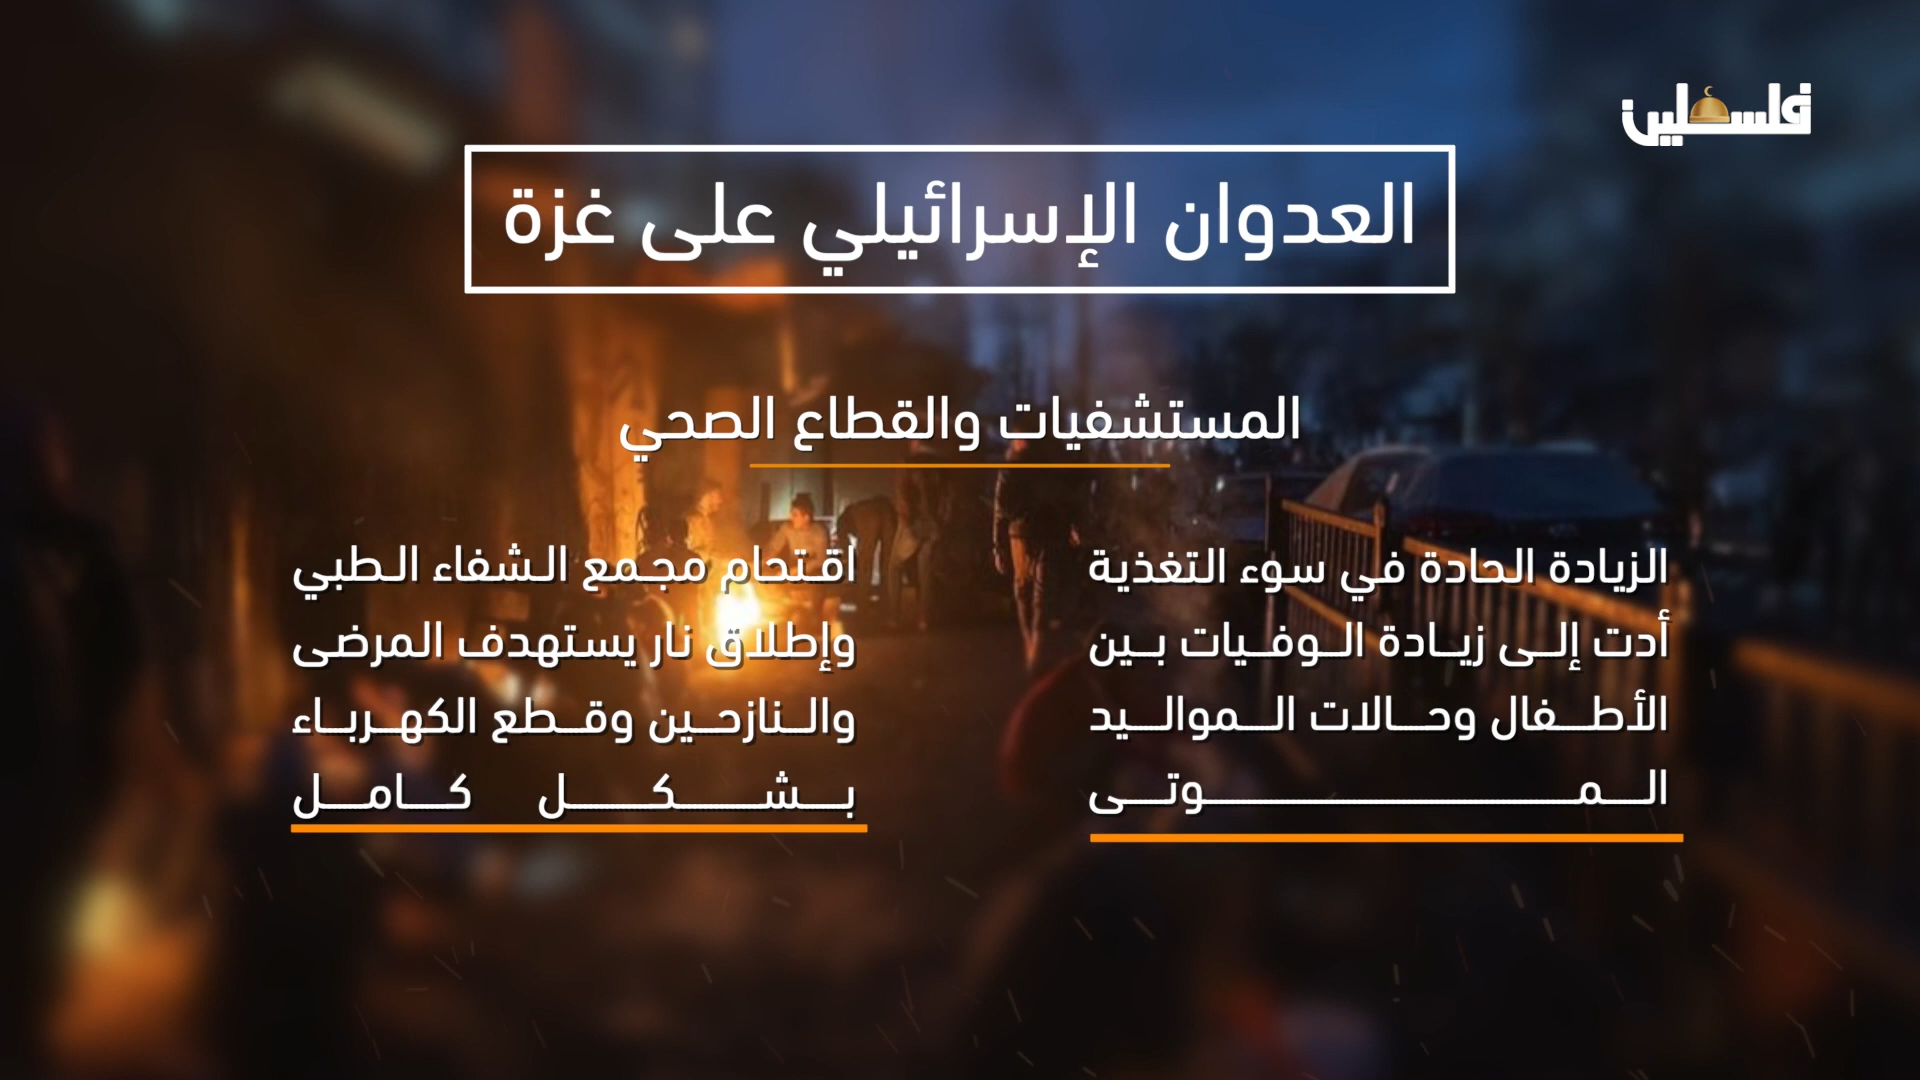 فلسطين
العدوان الإسرائيلي على غزة
المستشفيات والقطاع الصحي
الزيادة الحادة في سوء التغذية
أدت إلى زيادة الوفيات بين
الأطفال وحالات المواليد
الموتى
اقتحام مجمع الشفاء الطبي
وإطلاق نار يستهدف المرضى
والنازحين وقطع الكهرباء
بشكل كامل